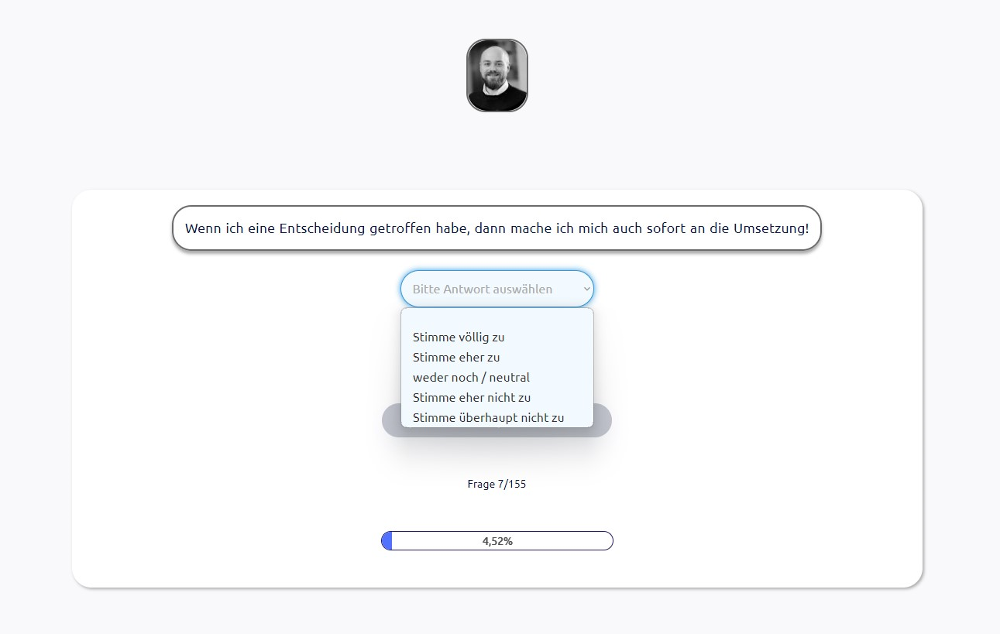 Wenn ich eine Entscheidung getroffen habe, dann mache ich mich auch sofort an die Umsetzung!
Bitte Antwort auswählen
Stimme völlig zu
Stimme eher zu
weder noch / neutral
Stimme eher nicht zu
Stimme überhaupt nicht zu
Frage 7/155
4,52%